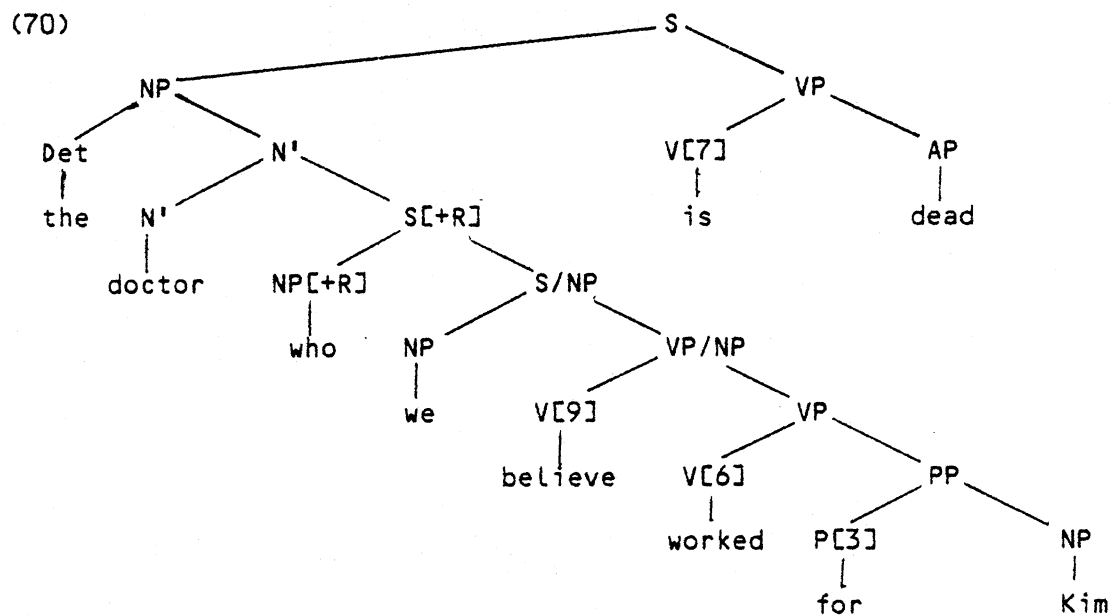 (70) S
NP VP
Det N' V[7] AP
the N' S[+R] is dead
doctor NP[+R] S/NP
who NP VP/NP
we V[9] VP
believe V[6] PP
worked P[3] NP
for Kim